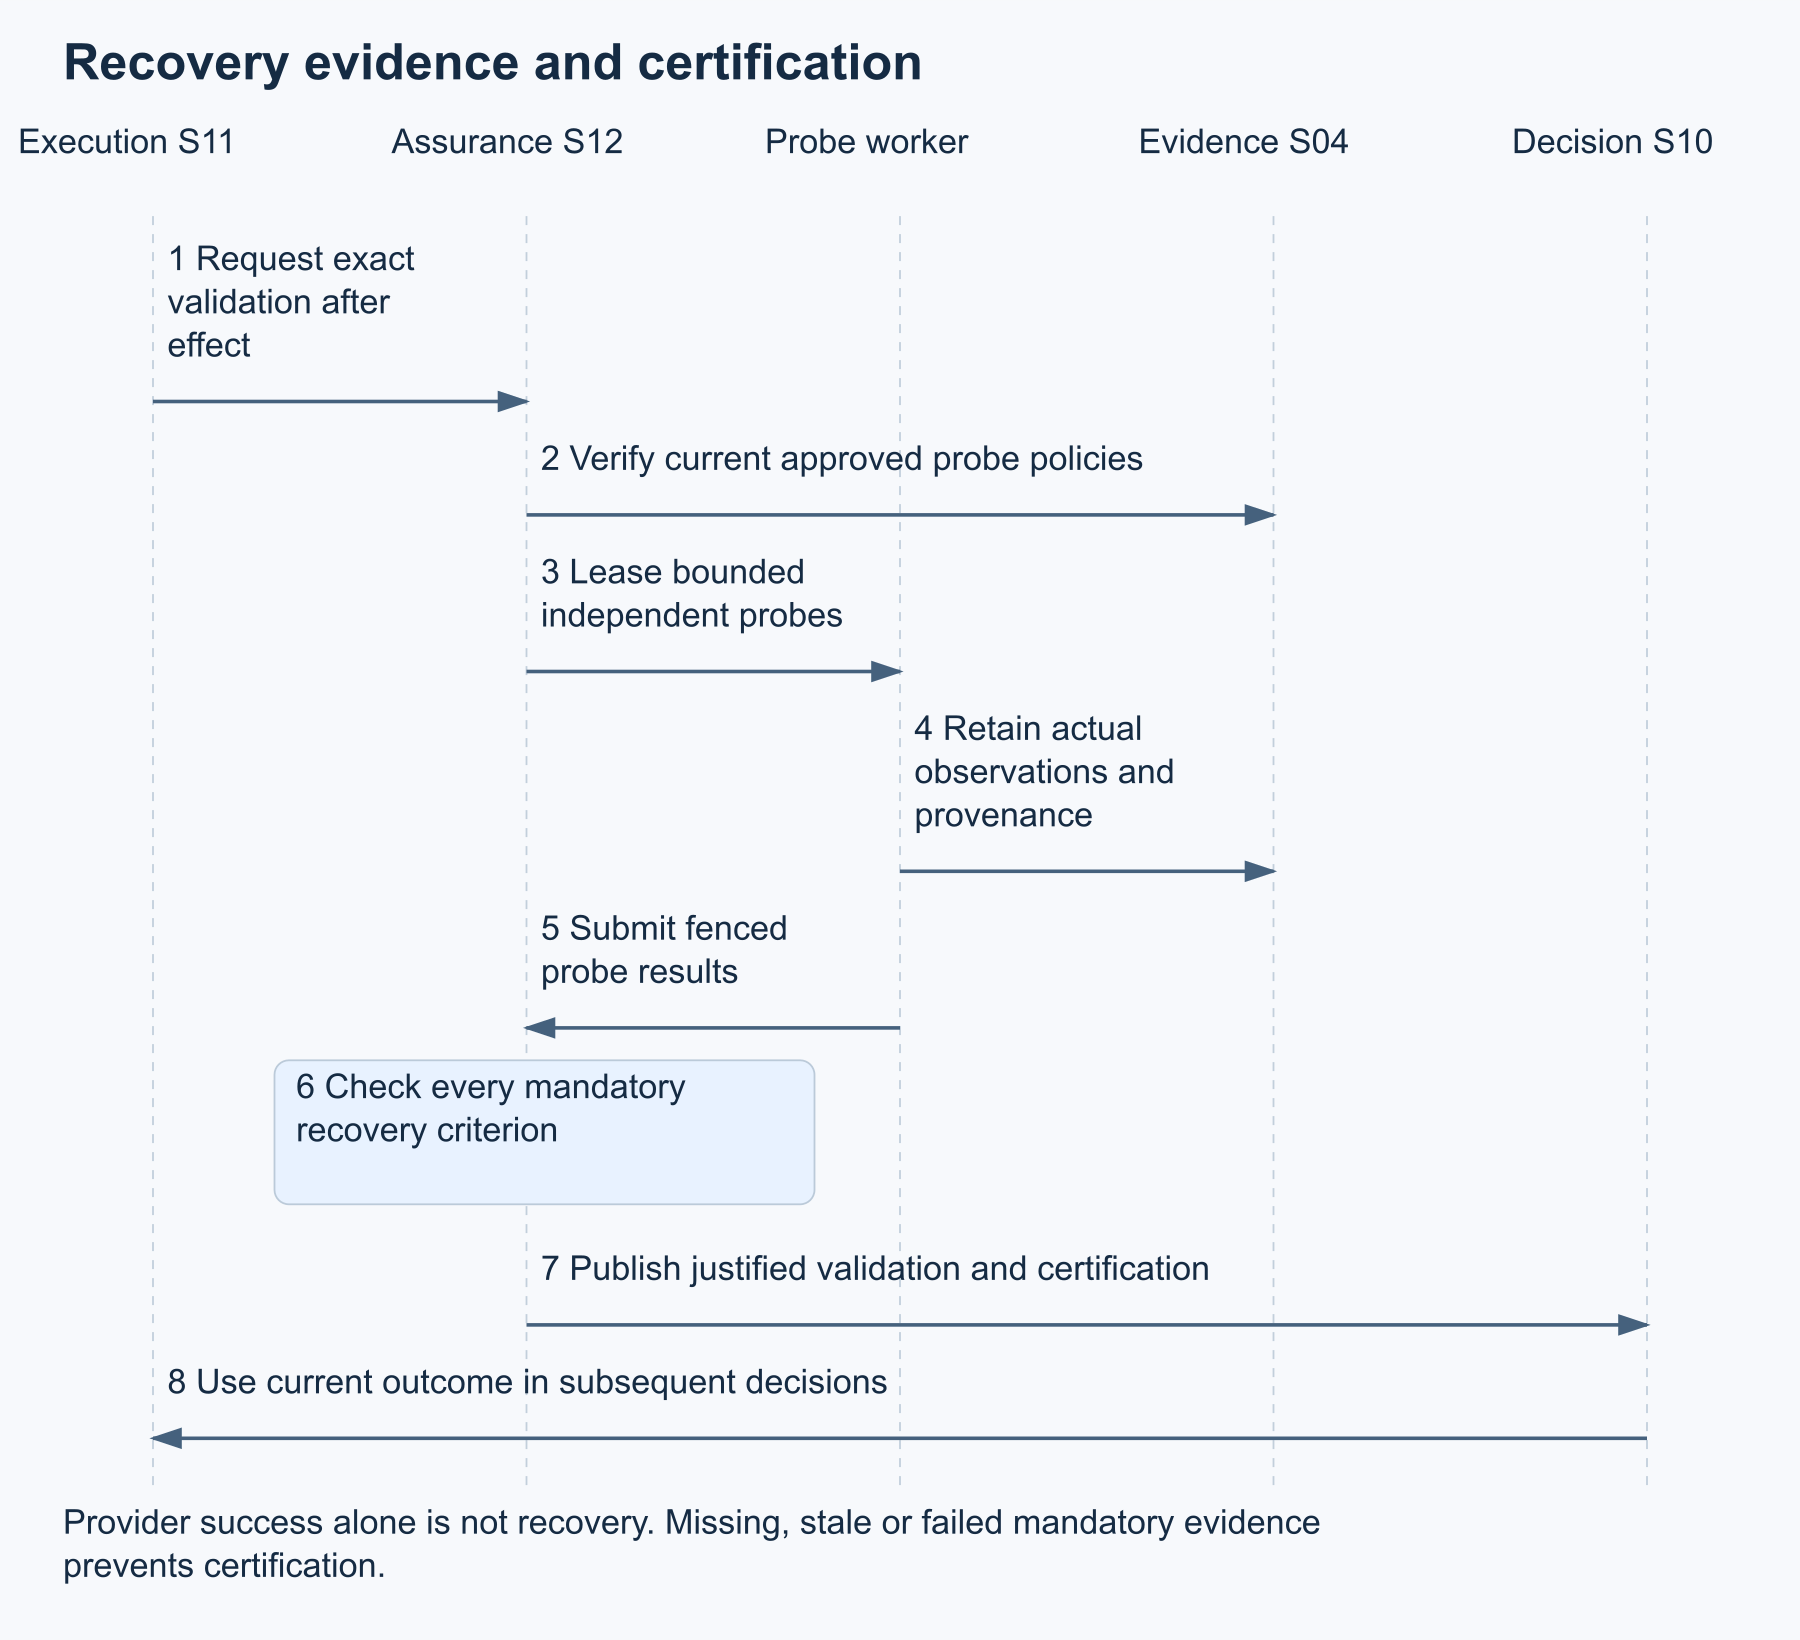 Recovery evidence and certification
Execution S11
Assurance S12
Probe worker
Evidence S04
Decision S10
1 Request exact
validation after
effect
2 Verify current approved probe policies
3 Lease bounded
independent probes
4 Retain actual
observations and
provenance
5 Submit fenced
probe results
6 Check every mandatory
recovery criterion
7 Publish justified validation and certification
8 Use current outcome in subsequent decisions
Provider success alone is not recovery. Missing, stale or failed mandatory evidence
prevents certification.